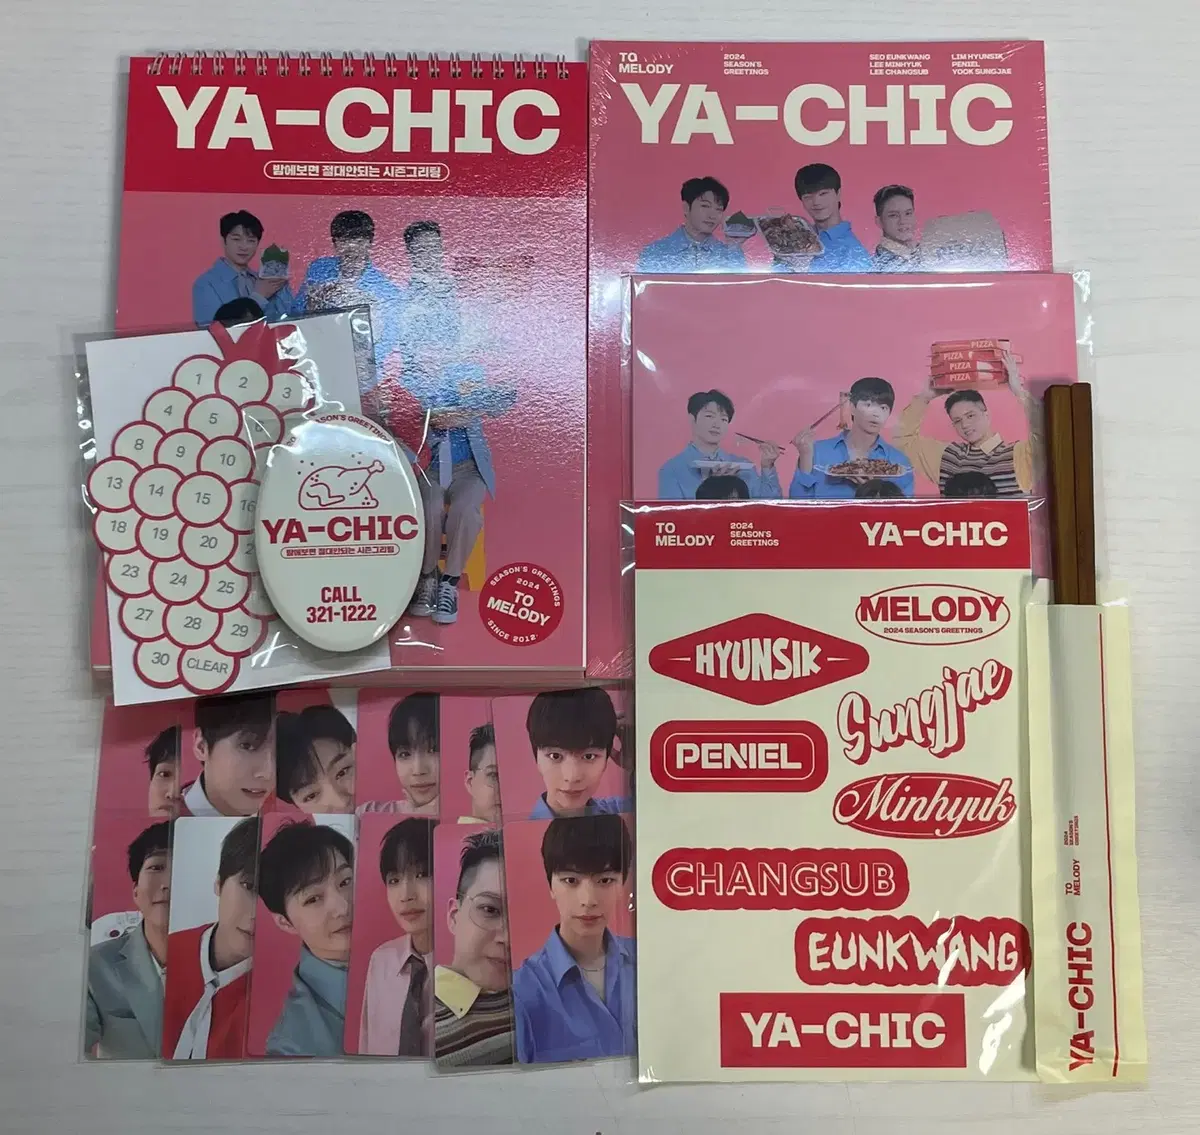 YA-CHIC
밤에보면 절대안되는 시즌그리팅
SEASON'S GREETINGS
2024
TO
MELODY
SINCE 2012
TO
MELODY
2024
SEASON'S
GREETINGS
SEO EUNKWANG
LEE MINHYUK
LEE CHANGSUB
LIM HYUNSIK
PENIEL
YOOK SUNGJAE
YA-CHIC
PIZZA
PIZZA
PIZZA
PIZZA
1
2
3
4
5
8
9
10
13
14
15
16
18
19
20
23
24
25
27
28
29
30
CLEAR
SEASON'S GREETINGS
YA-CHIC
밤에보면 절대안되는 시즌그리팅
CALL
321-1222
TO
MELODY
2024
SEASON'S
GREETINGS
YA-CHIC
MELODY
2024 SEASON'S GREETINGS
HYUNSIK
Sungjae
PENIEL
Minhyuk
CHANGSUB
EUNKWANG
YA-CHIC
YA-CHIC
TO
MELODY
2024
SEASON'S
GREETINGS